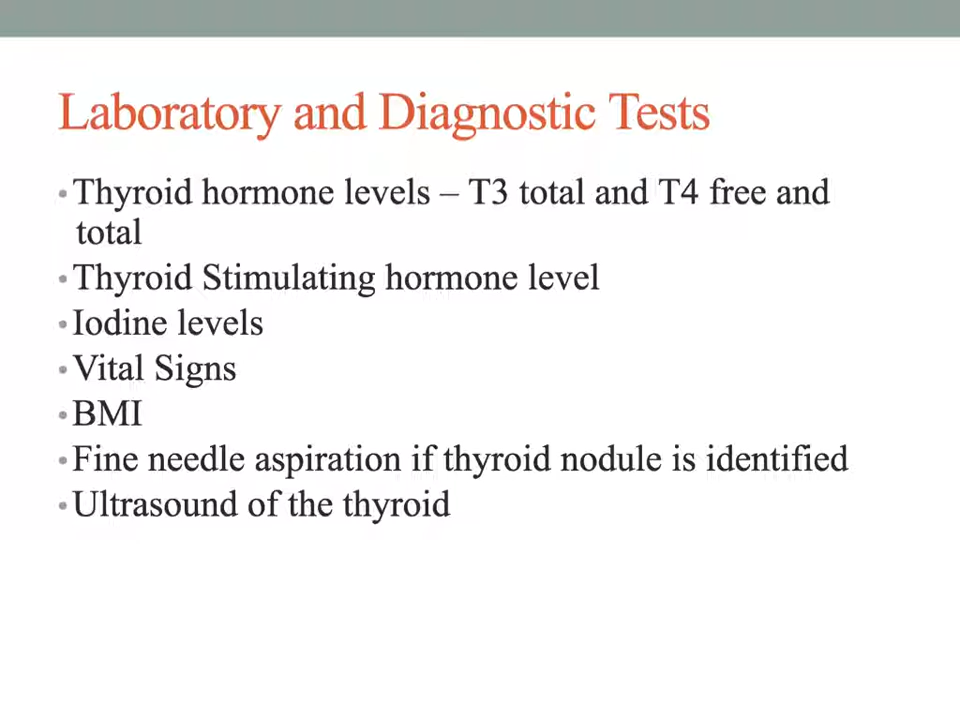 Laboratory and Diagnostic Tests
•Thyroid hormone levels – T3 total and T4 free and
total
•Thyroid Stimulating hormone level
•Iodine levels
•Vital Signs
•BMI
•Fine needle aspiration if thyroid nodule is identified
•Ultrasound of the thyroid